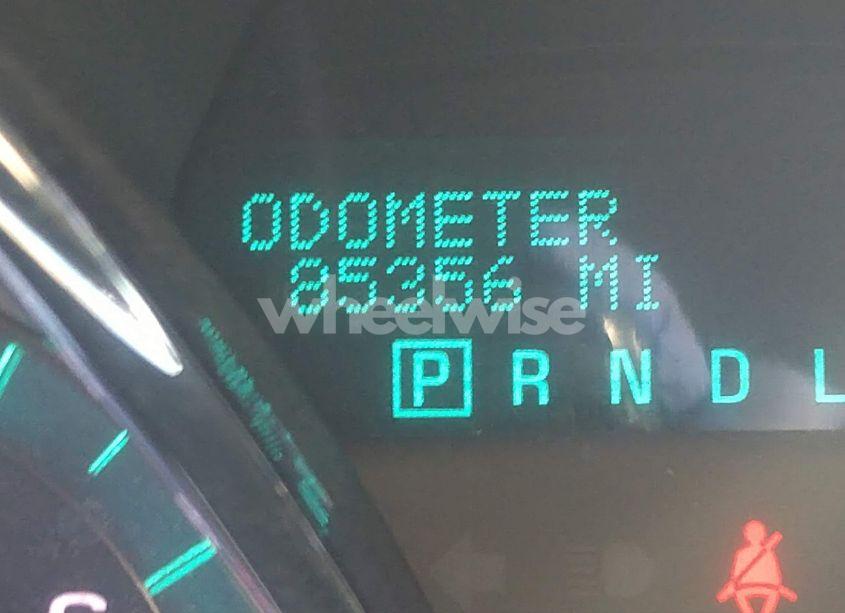 ODOMETER
85356 MI
wheelwise
P R N D L